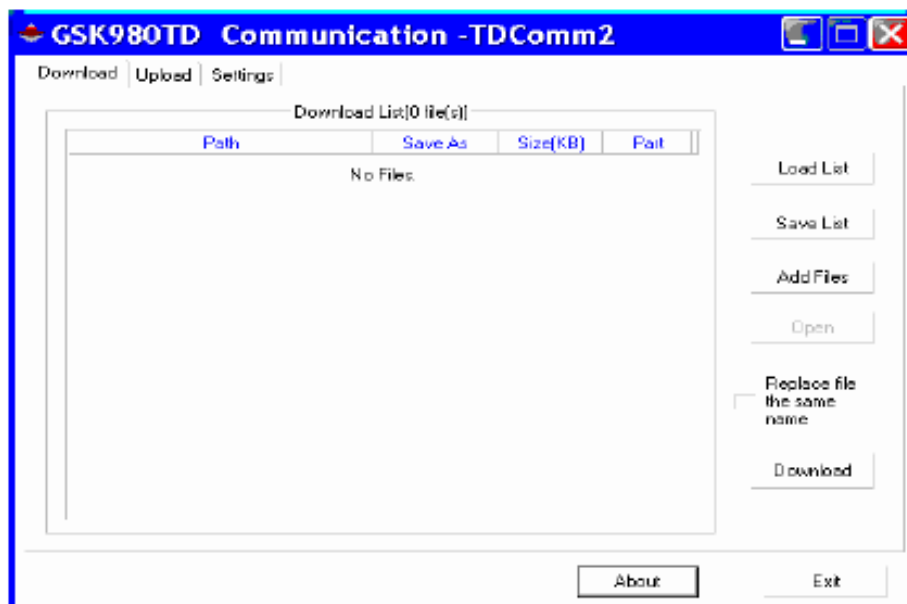 GSK980TD Communication -TDComm2
Download Upload Settings
Download List[0 file(s)]
Path Save As Size(KB) Part
No Files.
Load List
Save List
Add Files
Open
Replace file
the same
name
Download
About Exit